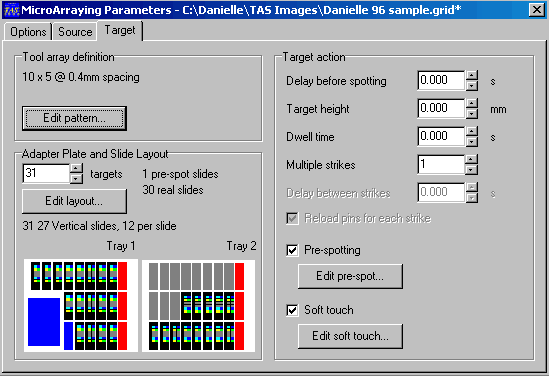 TAS MicroArraying Parameters - C:\Danielle\TAS Images\Danielle 96 sample.grid*
Options Source Target
Tool array definition
10 x 5 @ 0.4mm spacing
Edit pattern...
Adapter Plate and Slide Layout
31 targets
1 pre-spot slides
30 real slides
Edit layout...
31 27 Vertical slides, 12 per slide
Tray 1 Tray 2
Target action
Delay before spotting 0.000 s
Target height 0.000 mm
Dwell time 0.000 s
Multiple strikes 1
Delay between strikes 0.000 s
Reload pins for each strike
Pre-spotting
Edit pre-spot...
Soft touch
Edit soft touch...